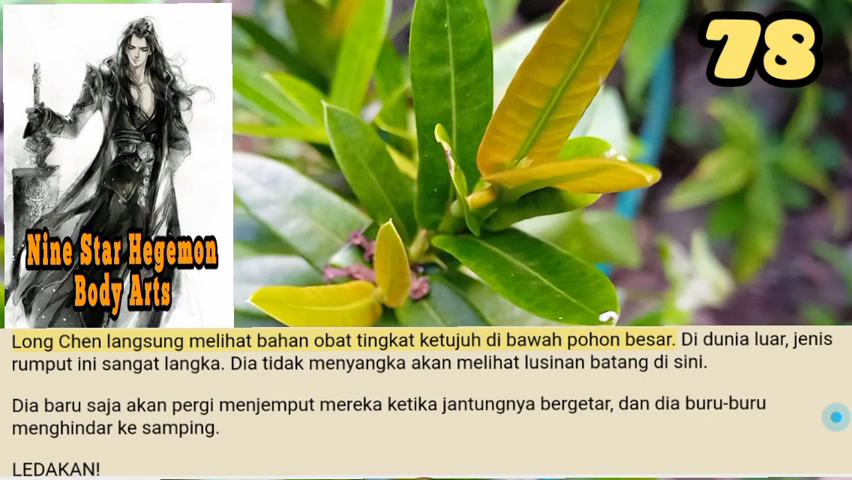 78
Nine Star Hegemon
Body Arts
Long Chen langsung melihat bahan obat tingkat ketujuh di bawah pohon besar. Di dunia luar, jenis
rumput ini sangat langka. Dia tidak menyangka akan melihat lusinan batang di sini.
Dia baru saja akan pergi menjemput mereka ketika jantungnya bergetar, dan dia buru-buru
menghindar ke samping.
LEDAKAN!